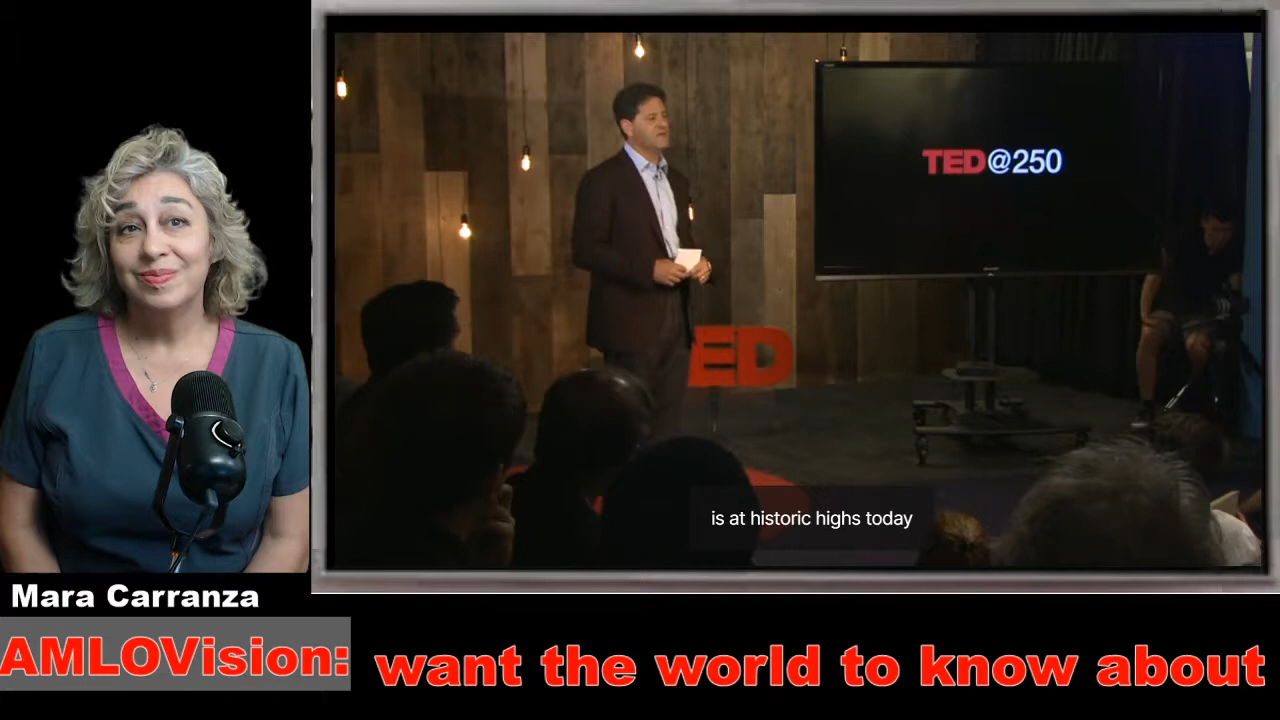 TED@250
ED
is at historic highs today
Mara Carranza
AMLOVision:
want the world to know about